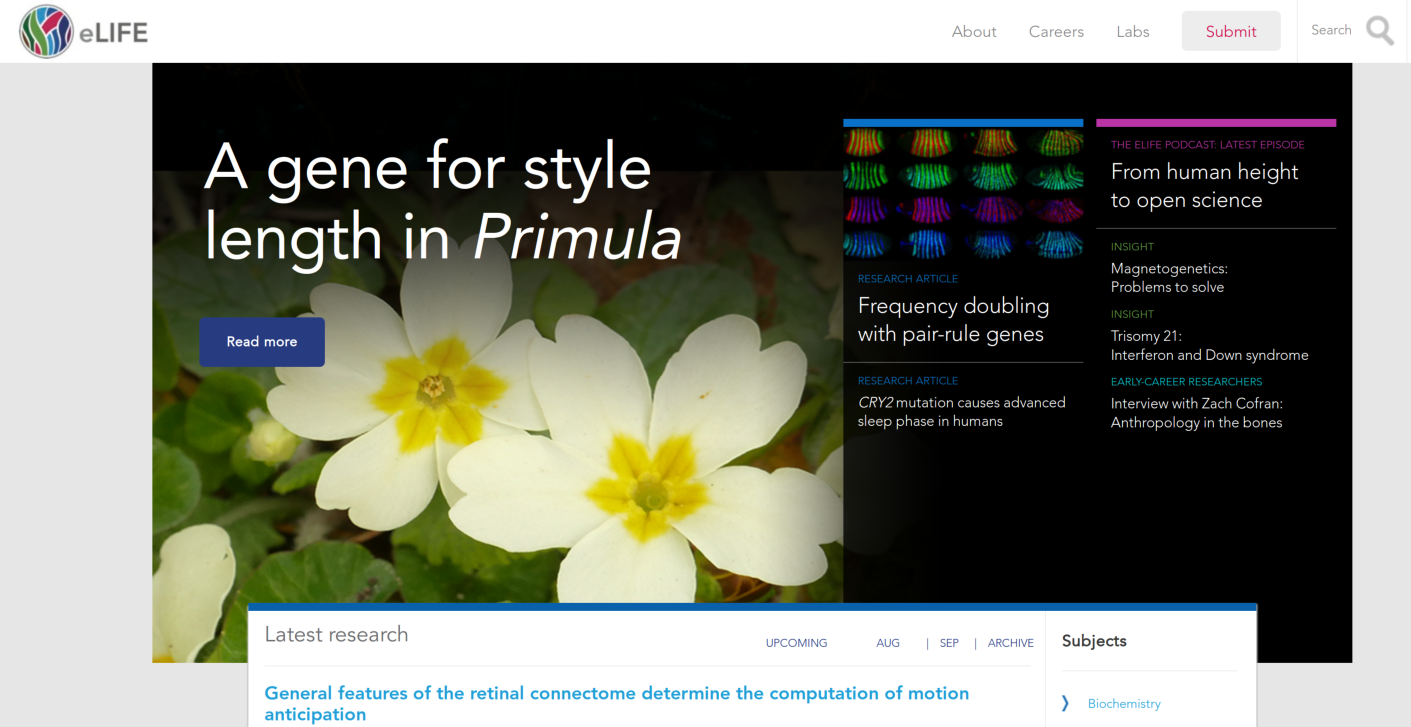 eLIFE
About
Careers
Labs
Submit
Search
A gene for style
length in Primula
Read more
RESEARCH ARTICLE
Frequency doubling
with pair-rule genes
RESEARCH ARTICLE
CRY2 mutation causes advanced
sleep phase in humans
THE ELIFE PODCAST: LATEST EPISODE
From human height
to open science
INSIGHT
Magnetogenetics:
Problems to solve
INSIGHT
Trisomy 21:
Interferon and Down syndrome
EARLY-CAREER RESEARCHERS
Interview with Zach Cofran:
Anthropology in the bones
Latest research
UPCOMING
AUG | SEP | ARCHIVE
General features of the retinal connectome determine the computation of motion
anticipation
Subjects
Biochemistry